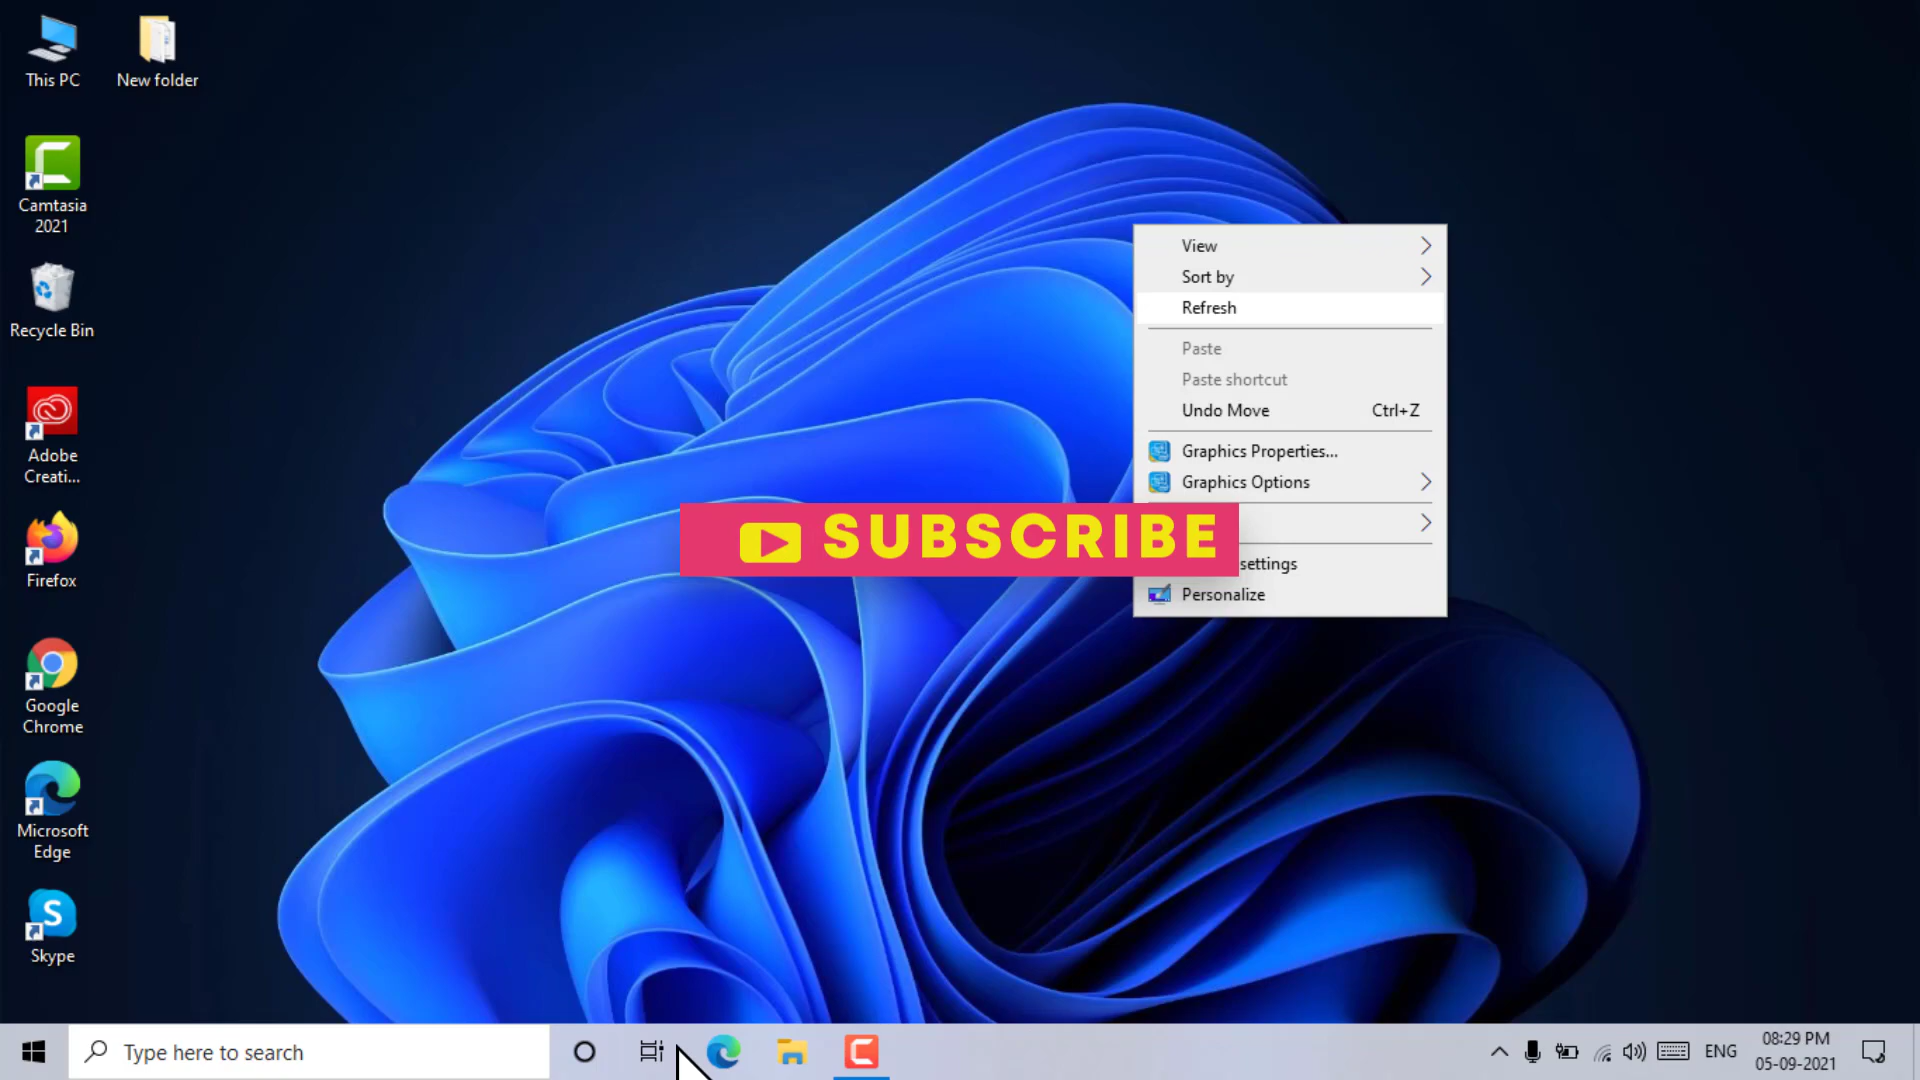 This PC
New folder
Camtasia
2021
Recycle Bin
Adobe
Creati...
Firefox
Google
Chrome
Microsoft
Edge
Skype
View
Sort by
Refresh
Paste
Paste shortcut
Undo Move Ctrl+Z
Graphics Properties...
Graphics Options
settings
Personalize
SUBSCRIBE
Type here to search
ENG
08:29 PM
05-09-2021